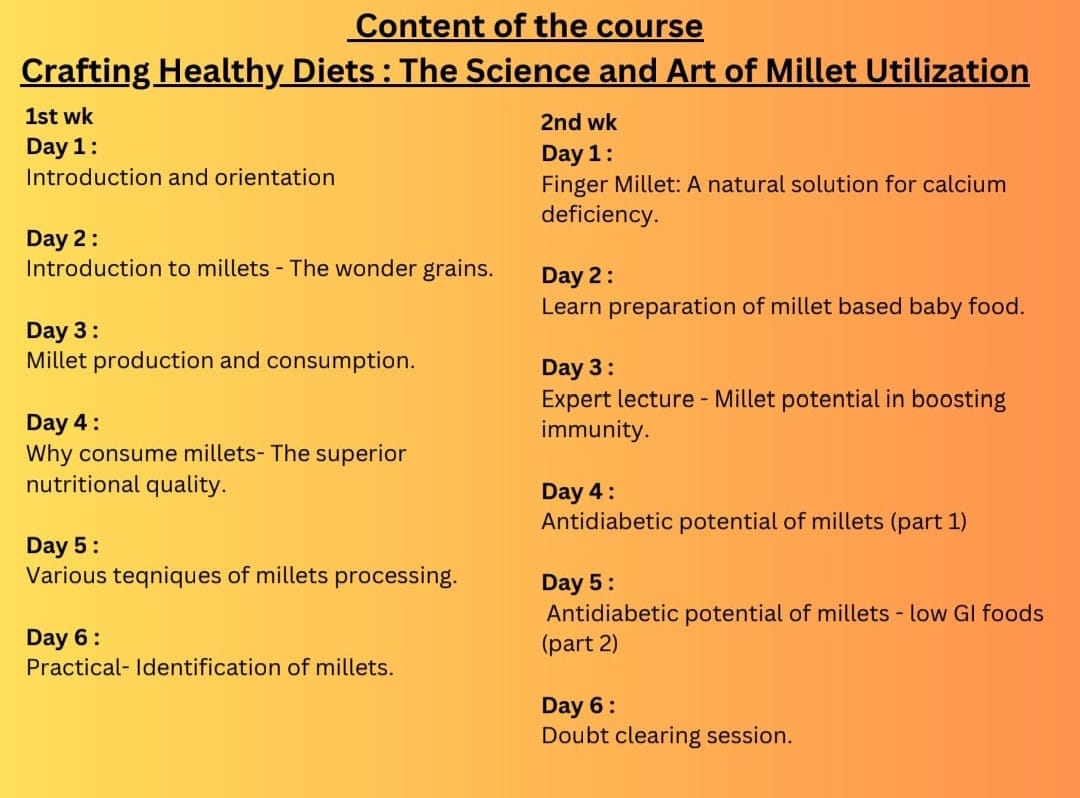 Content of the course
Crafting Healthy Diets : The Science and Art of Millet Utilization
1st wk
Day 1 :
Introduction and orientation
Day 2 :
Introduction to millets - The wonder grains.
Day 3 :
Millet production and consumption.
Day 4 :
Why consume millets- The superior
nutritional quality.
Day 5 :
Various teqniques of millets processing.
Day 6 :
Practical- Identification of millets.
2nd wk
Day 1 :
Finger Millet: A natural solution for calcium
deficiency.
Day 2 :
Learn preparation of millet based baby food.
Day 3 :
Expert lecture - Millet potential in boosting
immunity.
Day 4 :
Antidiabetic potential of millets (part 1)
Day 5 :
Antidiabetic potential of millets - low GI foods
(part 2)
Day 6 :
Doubt clearing session.